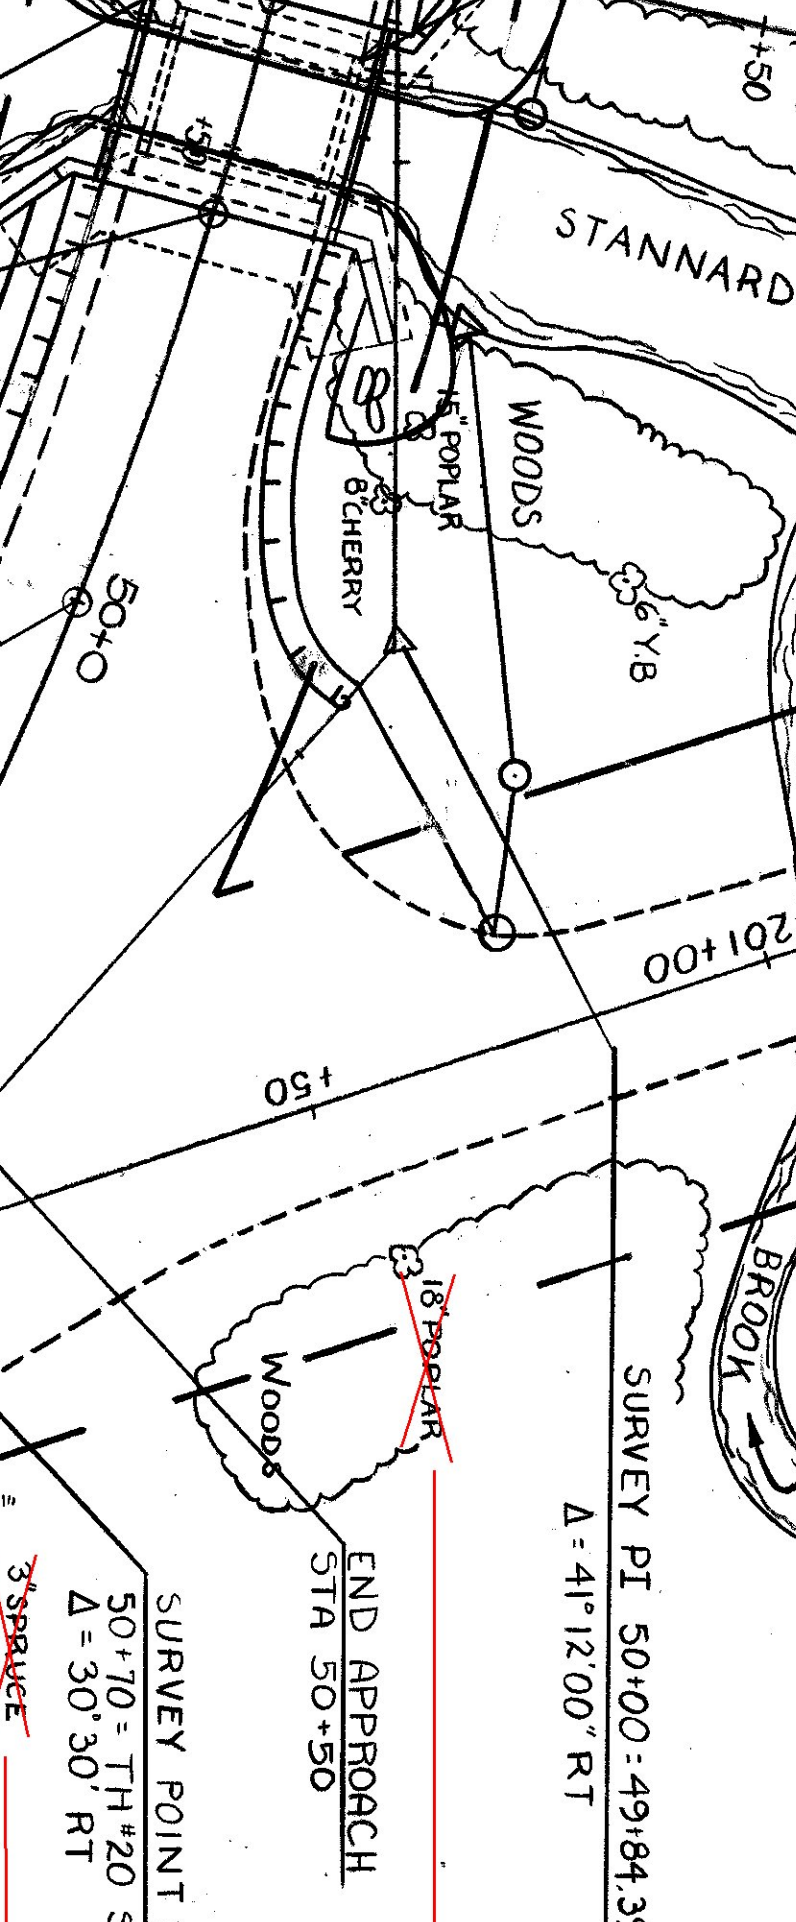 +50
+50
STANNARD
15" POPLAR
WOODS
8" CHERRY
6" Y.B
50+0
201+00
+50
BROOK
18" POPLAR
WOODS
SURVEY PI 50+00 = 49+84.3
Δ = 41°12'00" RT
END APPROACH
STA 50+50
SURVEY POINT
50+70 = TH #20 S
Δ = 30°30' RT
3" SPRUCE